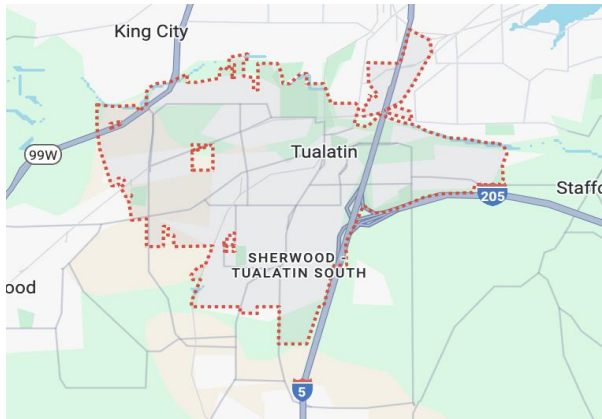 King City
99W
Tualatin
205
Staffo
SHERWOOD -
TUALATIN SOUTH
ood
5